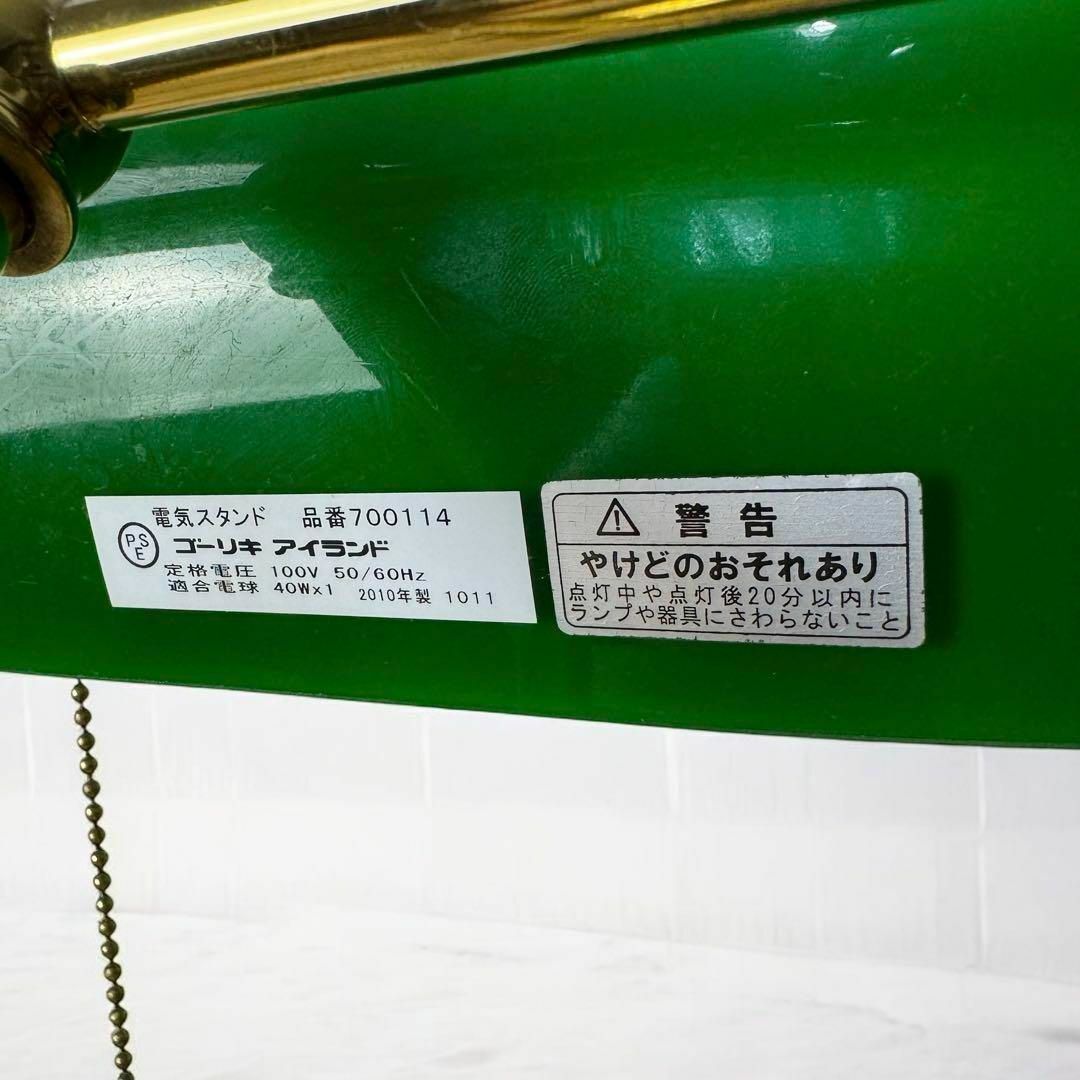 電気スタンド 品番700114
PSE ゴーリキ アイランド
定格電圧 100V 50/60Hz
適合電球 40W×1 2010年製 1011
警告
やけどのおそれあり
点灯中や点灯後20分以内に
ランプや器具にさわらないこと